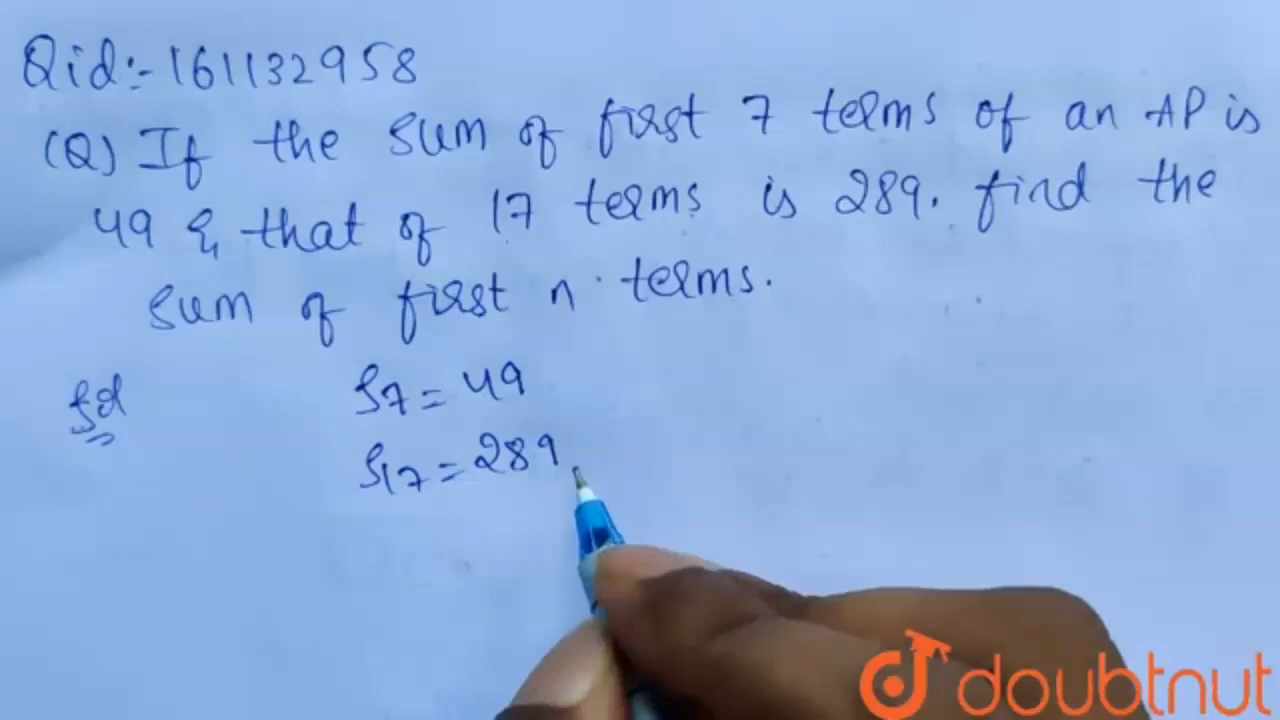 Qid:- 161132958
(Q) If the sum of first 7 terms of an AP is
49 & that of 17 terms is 289. find the
sum of first n terms.
Sol
S7 = 49
S17 = 289
doubtnut